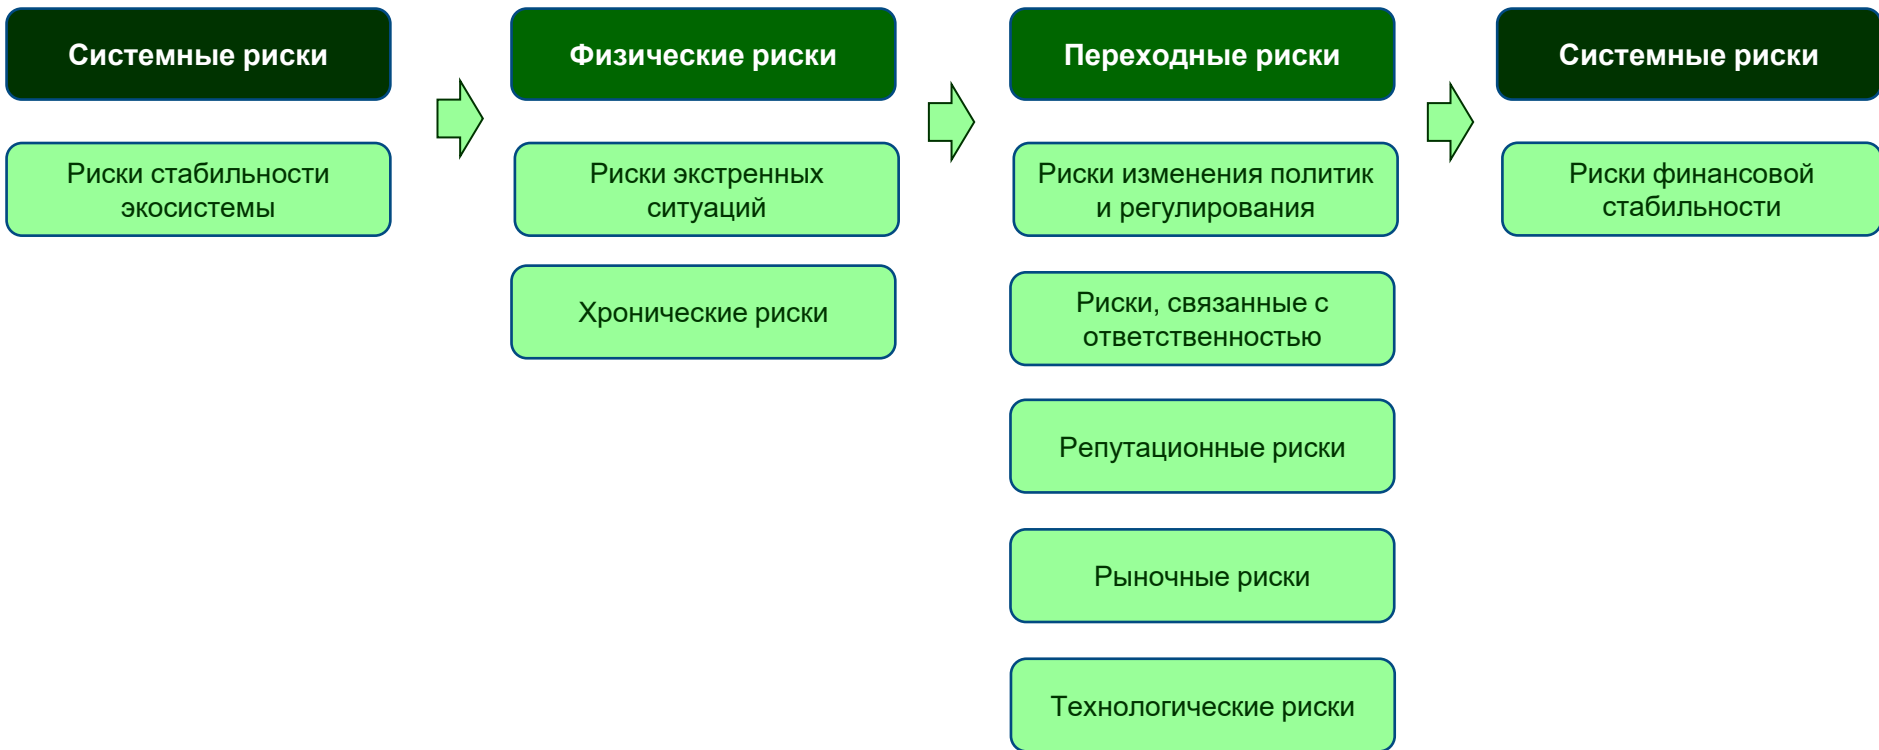 Системные риски
Риски стабильности
экосистемы
Физические риски
Риски экстренных
ситуаций
Хронические риски
Переходные риски
Риски изменения политик
и регулирования
Риски, связанные с
ответственностью
Репутационные риски
Рыночные риски
Технологические риски
Системные риски
Риски финансовой
стабильности